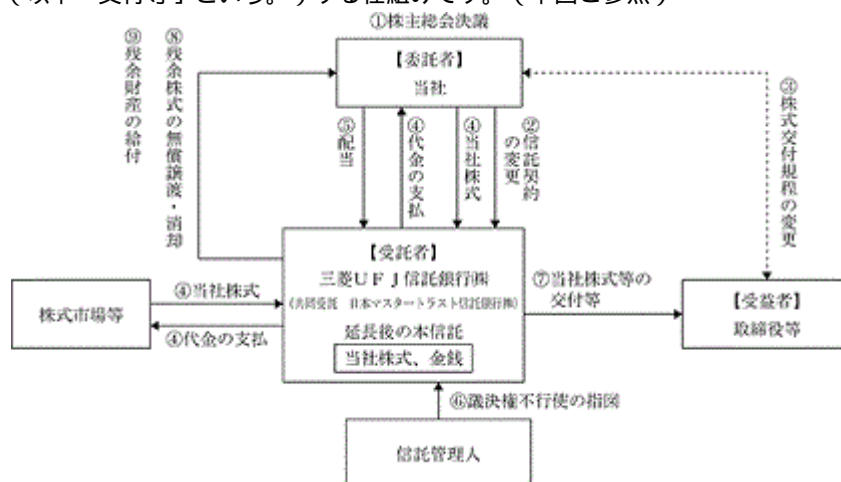 （以下「交付等」という。）する仕組みです。（下図ご参照）
①株主総会決議
【委託者】
当社
⑨残余財産の給付
⑧残余株式の無償譲渡・消却
⑤配当
④代金の支払
④当社株式
②信託契約の変更
③株式交付規程の変更
【受託者】
三菱ＵＦＪ信託銀行㈱
（共同受託　日本マスタートラスト信託銀行㈱）
延長後の本信託
当社株式、金銭
株式市場等
④当社株式
④代金の支払
⑦当社株式等の
交付等
【受益者】
取締役等
⑥議決権不行使の指図
信託管理人